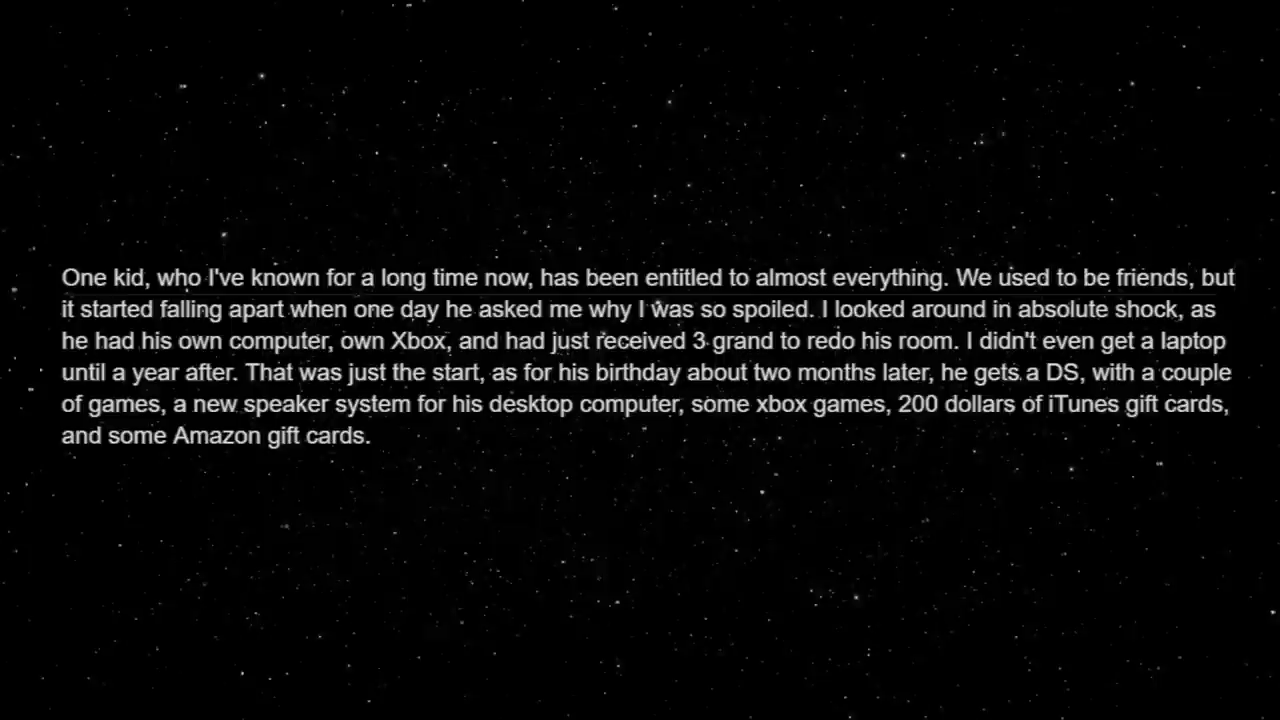 One kid, who I've known for a long time now, has been entitled to almost everything. We used to be friends, but
it started falling apart when one day he asked me why I was so spoiled. I looked around in absolute shock, as
he had his own computer, own Xbox, and had just received 3 grand to redo his room. I didn't even get a laptop
until a year after. That was just the start, as for his birthday about two months later, he gets a DS, with a couple
of games, a new speaker system for his desktop computer, some xbox games, 200 dollars of iTunes gift cards,
and some Amazon gift cards.